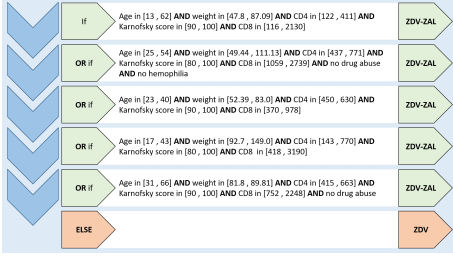 If
Age in [13 , 62] AND weight in [47.8 , 87.09] AND CD4 in [122 , 411] AND
Karnofsky score in [90 , 100] AND CD8 in [116 , 2130]
ZDV-ZAL
OR if
Age in [25 , 54] AND weight in [49.44 , 111.13] AND CD4 in [437 , 771] AND
Karnofsky score in [80 , 100] AND CD8 in [1059 , 2739] AND no drug abuse
AND no hemophilia
ZDV-ZAL
OR if
Age in [23 , 40] AND weight in [52.39 , 83.0] AND CD4 in [450 , 630] AND
Karnofsky score in [90 , 100] AND CD8 in [370 , 978]
ZDV-ZAL
OR if
Age in [17 , 43] AND weight in [92.7 , 149.0] AND CD4 in [143 , 770] AND
Karnofsky score in [80 , 100] AND CD8 in [418 , 3190]
ZDV-ZAL
OR if
Age in [31 , 66] AND weight in [81.8 , 89.81] AND CD4 in [415 , 663] AND
Karnofsky score in [90 , 100] AND CD8 in [752 , 2248] AND no drug abuse
ZDV-ZAL
ELSE
ZDV